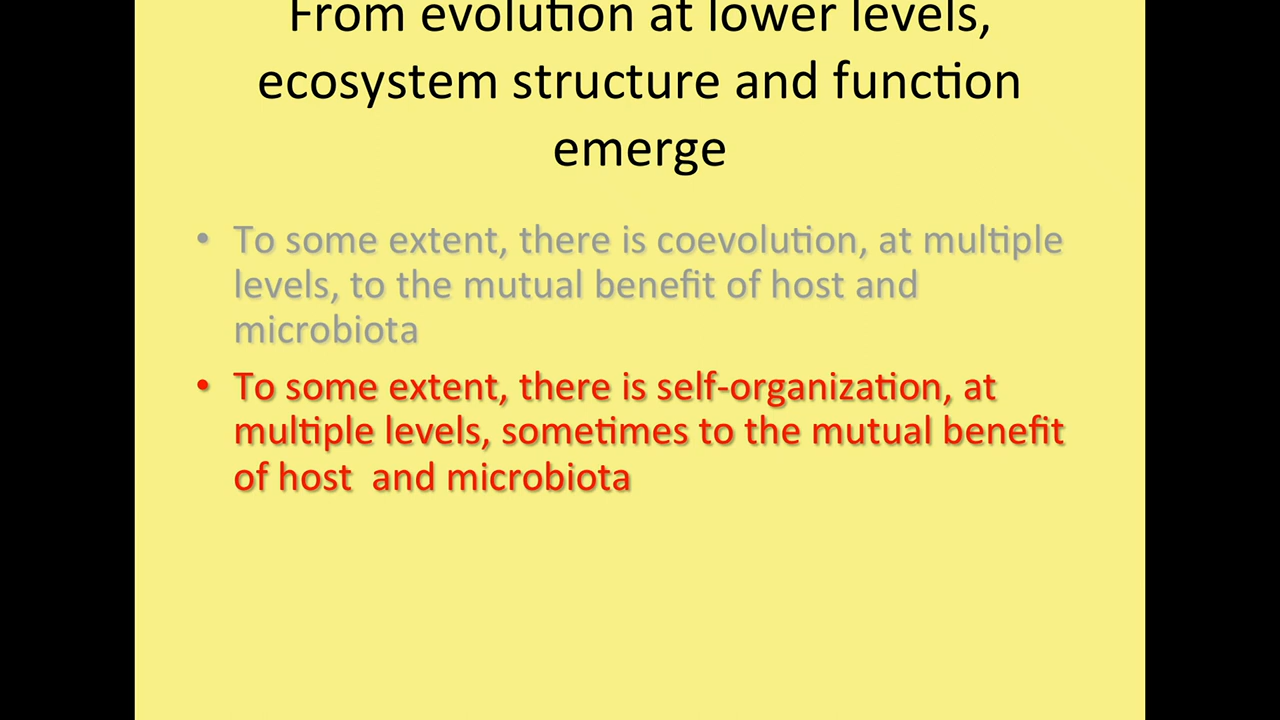 From evolution at lower levels,
ecosystem structure and function
emerge
• To some extent, there is coevolution, at multiple
levels, to the mutual benefit of host and
microbiota
• To some extent, there is self-organization, at
multiple levels, sometimes to the mutual benefit
of host  and microbiota